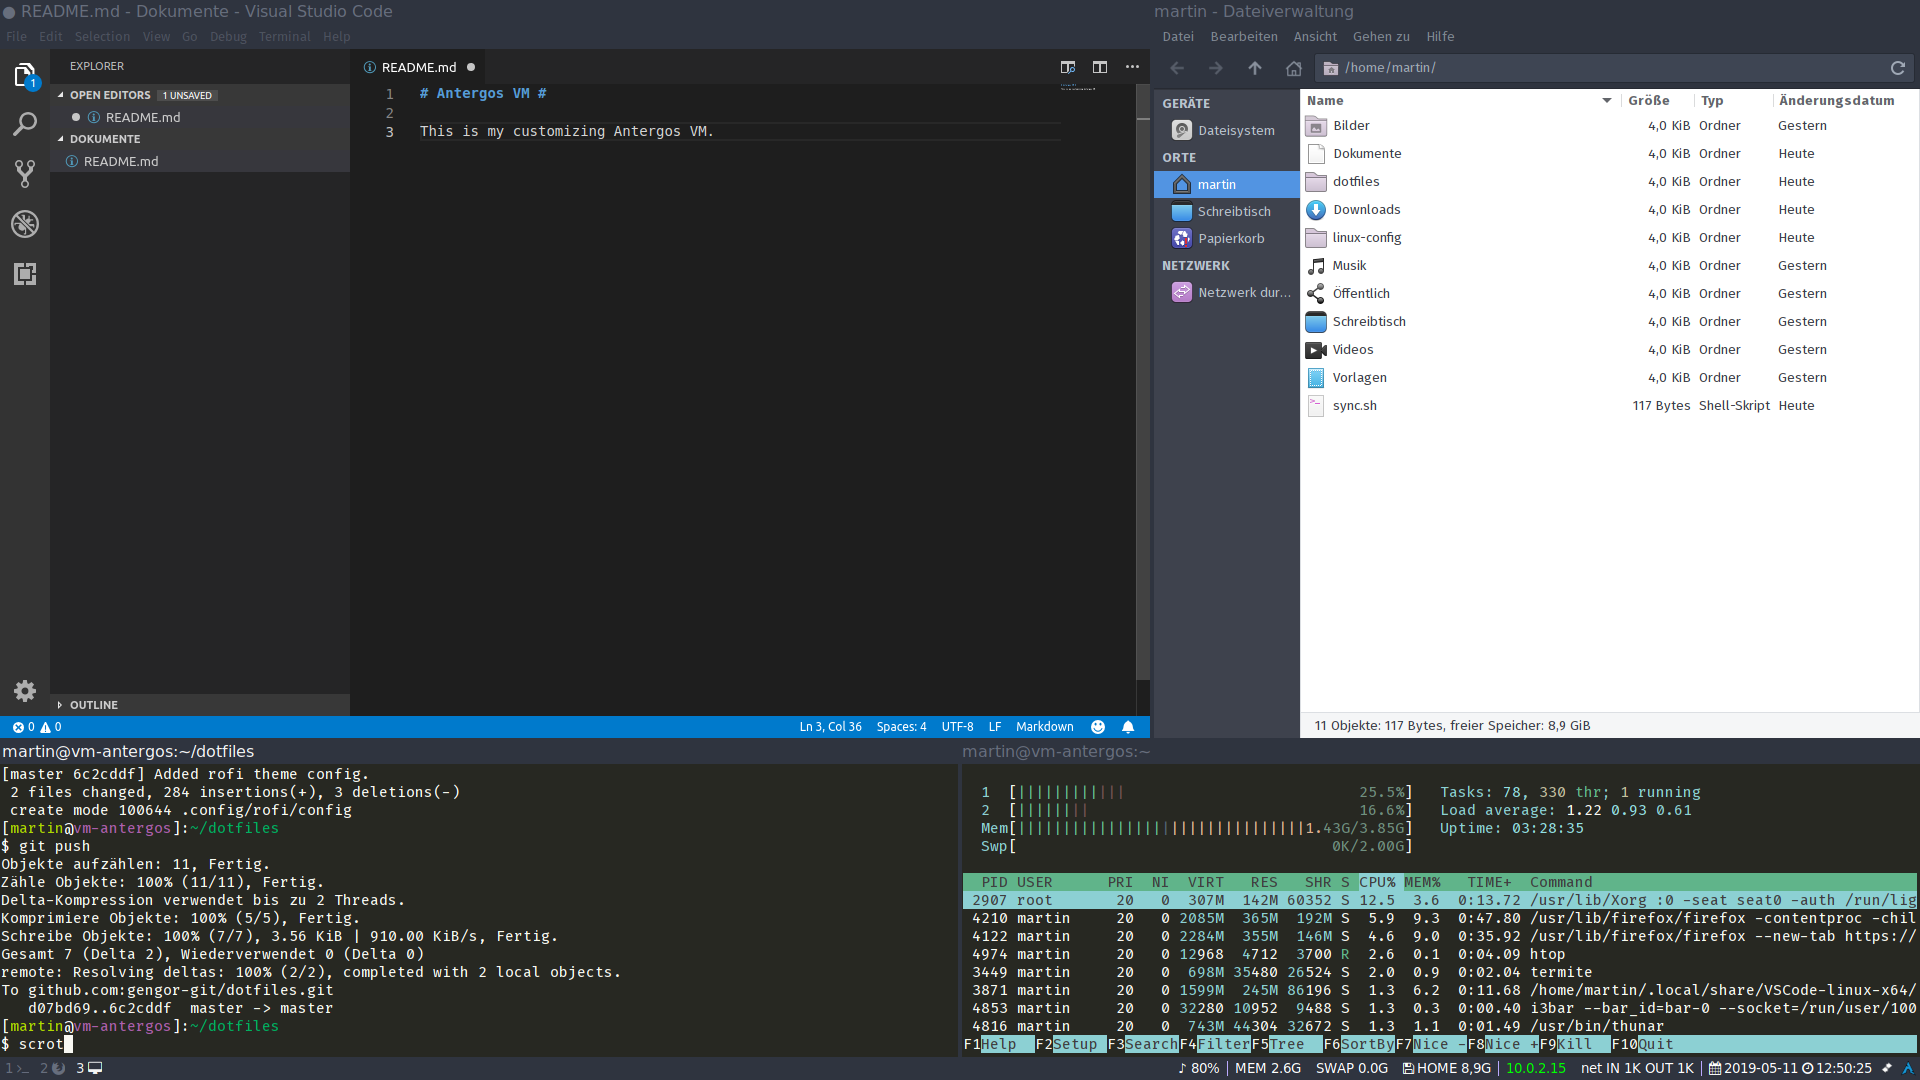 ● README.md - Dokumente - Visual Studio Code
File Edit Selection View Go Debug Terminal Help
EXPLORER
1
OPEN EDITORS 1 UNSAVED
README.md
DOKUMENTE
README.md
OUTLINE
README.md
1 # Antergos VM #
2
3 This is my customizing Antergos VM.
0 0 Ln 3, Col 36 Spaces: 4 UTF-8 LF Markdown
martin - Dateiverwaltung
Datei Bearbeiten Ansicht Gehen zu Hilfe
/home/martin/
GERÄTE
Dateisystem
ORTE
martin
Schreibtisch
Papierkorb
NETZWERK
Netzwerk dur...
Name Größe Typ Änderungsdatum
Bilder 4,0 KiB Ordner Gestern
Dokumente 4,0 KiB Ordner Heute
dotfiles 4,0 KiB Ordner Heute
Downloads 4,0 KiB Ordner Heute
linux-config 4,0 KiB Ordner Heute
Musik 4,0 KiB Ordner Gestern
Öffentlich 4,0 KiB Ordner Gestern
Schreibtisch 4,0 KiB Ordner Gestern
Videos 4,0 KiB Ordner Gestern
Vorlagen 4,0 KiB Ordner Gestern
sync.sh 117 Bytes Shell-Skript Heute
11 Objekte: 117 Bytes, freier Speicher: 8,9 GiB
martin@vm-antergos:~/dotfiles
[master 6c2cddf] Added rofi theme config.
2 files changed, 284 insertions(+), 3 deletions(-)
create mode 100644 .config/rofi/config
[martin@vm-antergos]:~/dotfiles
$ git push
Objekte aufzählen: 11, Fertig.
Zähle Objekte: 100% (11/11), Fertig.
Delta-Kompression verwendet bis zu 2 Threads.
Komprimiere Objekte: 100% (5/5), Fertig.
Schreibe Objekte: 100% (7/7), 3.56 KiB | 910.00 KiB/s, Fertig.
Gesamt 7 (Delta 2), Wiederverwendet 0 (Delta 0)
remote: Resolving deltas: 100% (2/2), completed with 2 local objects.
To github.com:gengor-git/dotfiles.git
d07bd69..6c2cddf master -> master
[martin@vm-antergos]:~/dotfiles
$ scrot
martin@vm-antergos:~
1 [|||||||||||| 25.5%] Tasks: 78, 330 thr; 1 running
2 [|||||||| 16.6%] Load average: 1.22 0.93 0.61
Mem[||||||||||||||||||||||||||||||||1.43G/3.85G] Uptime: 03:28:35
Swp[ 0K/2.00G]
PID USER PRI NI VIRT RES SHR S CPU% MEM% TIME+ Command
2907 root 20 0 307M 142M 60352 S 12.5 3.6 0:13.72 /usr/lib/Xorg :0 -seat seat0 -auth /run/lig
4210 martin 20 0 2085M 365M 192M S 5.9 9.3 0:47.80 /usr/lib/firefox/firefox -contentproc -chil
4122 martin 20 0 2284M 355M 146M S 4.6 9.0 0:35.92 /usr/lib/firefox/firefox --new-tab https://
4974 martin 20 0 12968 4712 3700 R 2.6 0.1 0:04.09 htop
3449 martin 20 0 698M 35480 26524 S 2.0 0.9 0:02.04 termite
3871 martin 20 0 1599M 245M 86196 S 1.3 6.2 0:11.68 /home/martin/.local/share/VSCode-linux-x64/
4853 martin 20 0 32280 10952 9488 S 1.3 0.3 0:00.40 i3bar --bar_id=bar-0 --socket=/run/user/100
4816 martin 20 0 743M 44304 32672 S 1.3 1.1 0:01.49 /usr/bin/thunar
F1Help F2Setup F3SearchF4FilterF5Tree F6SortByF7Nice -F8Nice +F9Kill F10Quit
1 2 3 ♪ 80% | MEM 2.6G SWAP 0.0G HOME 8,9G | 10.0.2.15 net IN 1K OUT 1K | 2019-05-11 12:50:25